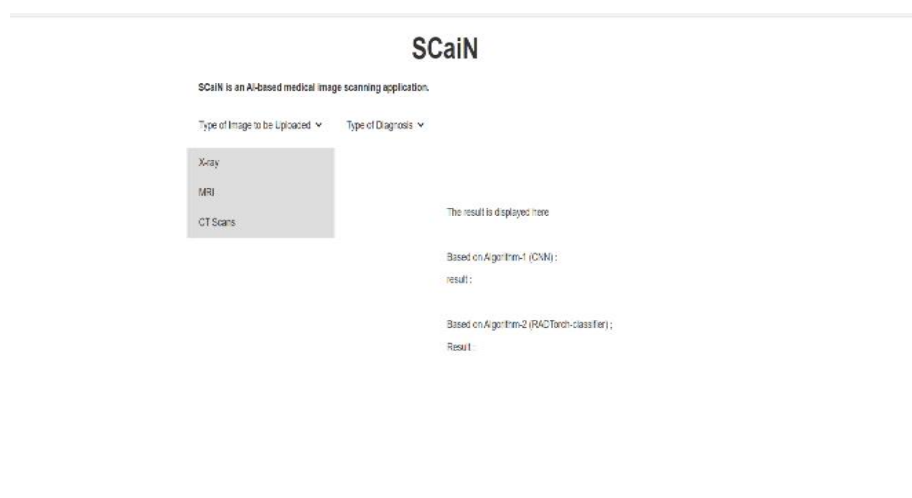 SCaiN
SCaiN is an AI-based medical image scanning application.
Type of Image to be Uploaded Type of Diagnosis
X-ray
MRI
CT Scans
The result is displayed here
Based on Algorithm-1 (CNN) ;
result :
Based on Algorithm-2 (RADTorch-classifier) ;
Result :